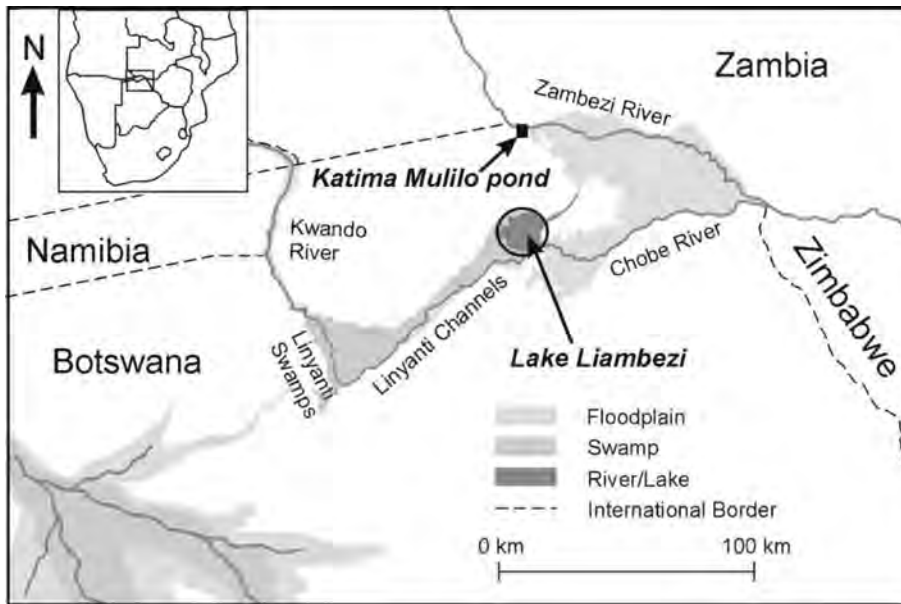 N
Zambia
Zambezi River
Katima Mulilo pond
Kwando
River
Namibia
Chobe River
Zimbabwe
Linyanti Channels
Linyanti
Swamps
Botswana
Lake Liambezi
Floodplain
Swamp
River/Lake
International Border
0 km
100 km